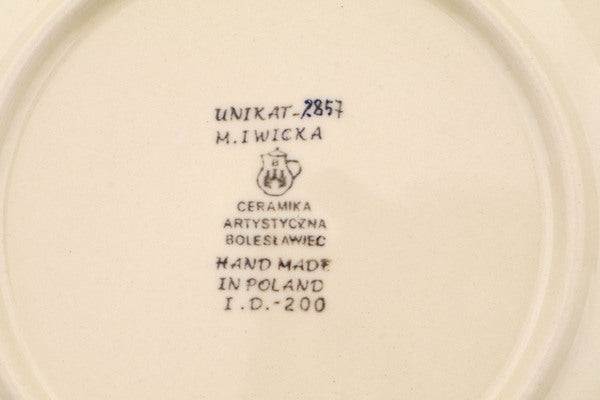 UNIKAT-2857
M.IWICKA
B
CERAMIKA
ARTYSTYCZNA
BOLESŁAWIEC
HAND MADE
IN POLAND
I.D.-200